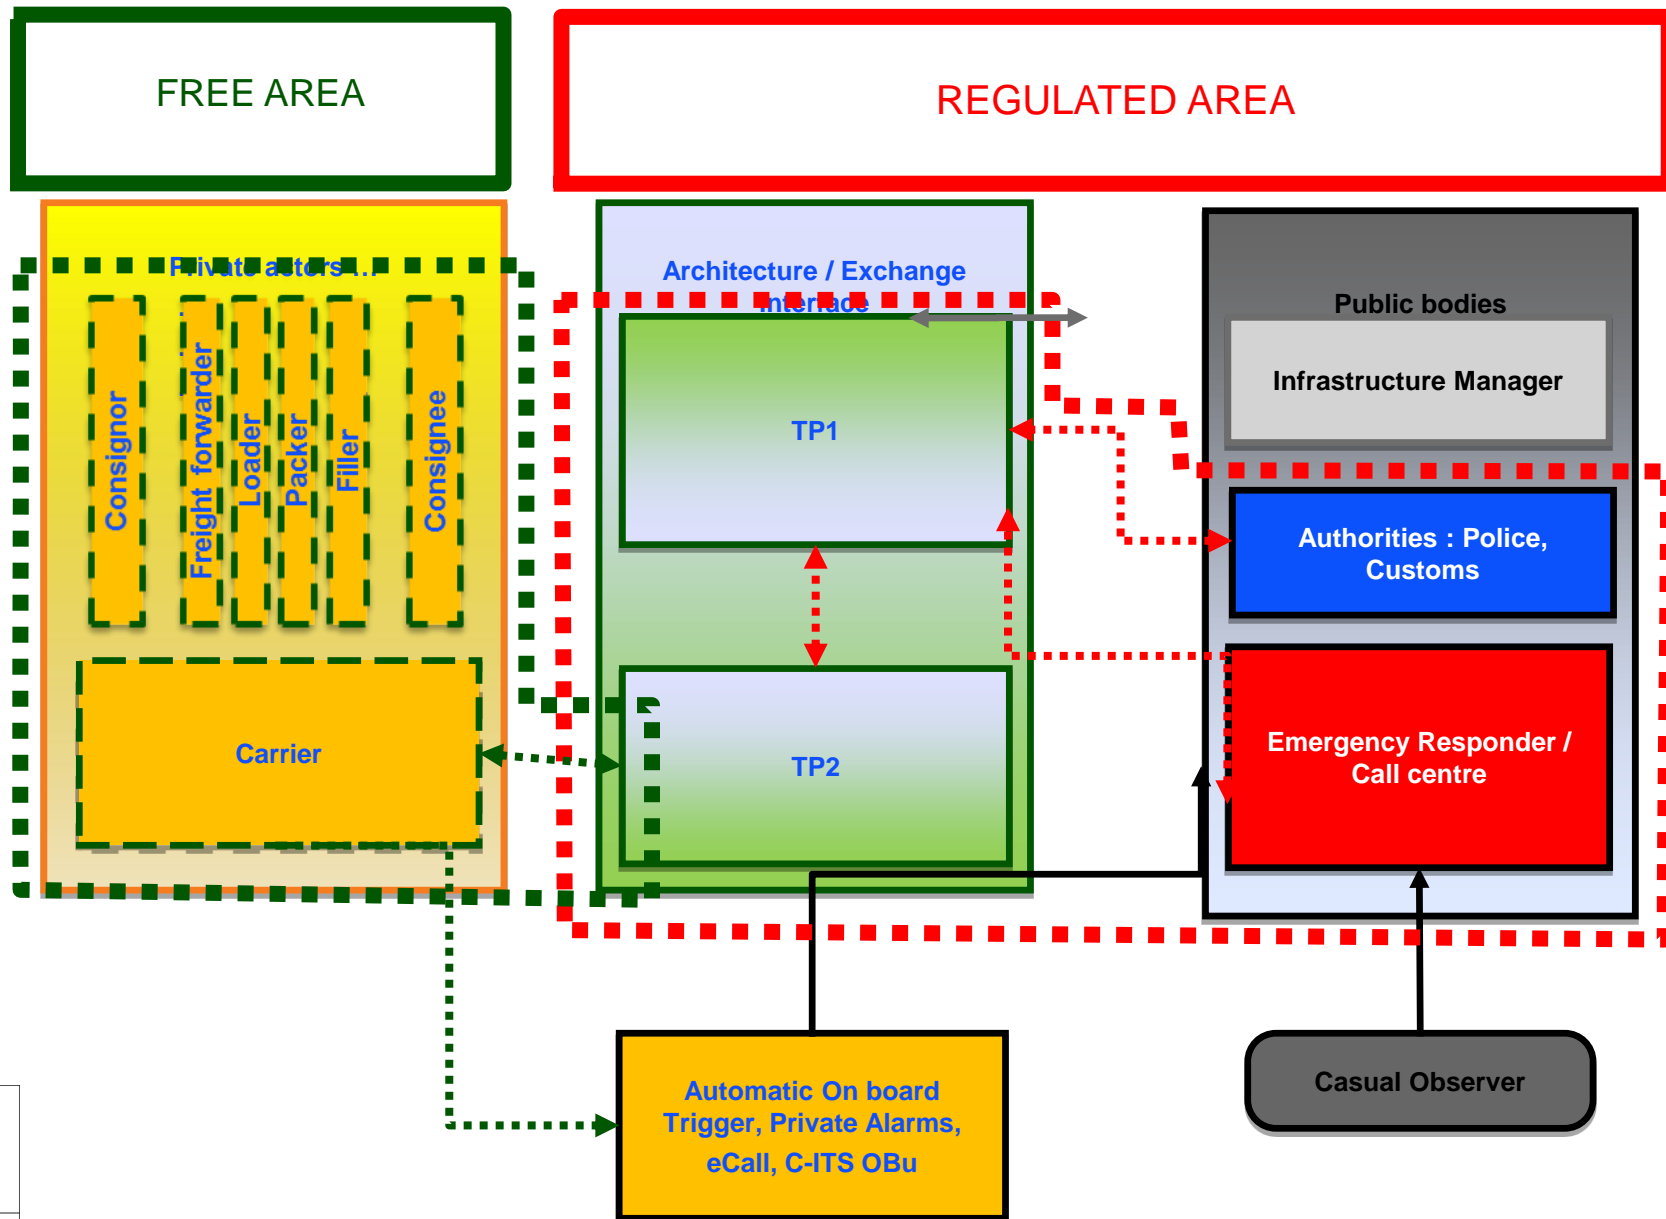 FREE AREA
REGULATED AREA
Private actors ...
Consignor
Freight forwarder
Loader
Packer
Filler
Consignee
Carrier
Architecture / Exchange
Interface
TP1
TP2
Public bodies
Infrastructure Manager
Authorities : Police,
Customs
Emergency Responder /
Call centre
Automatic On board
Trigger, Private Alarms,
eCall, C-ITS OBu
Casual Observer